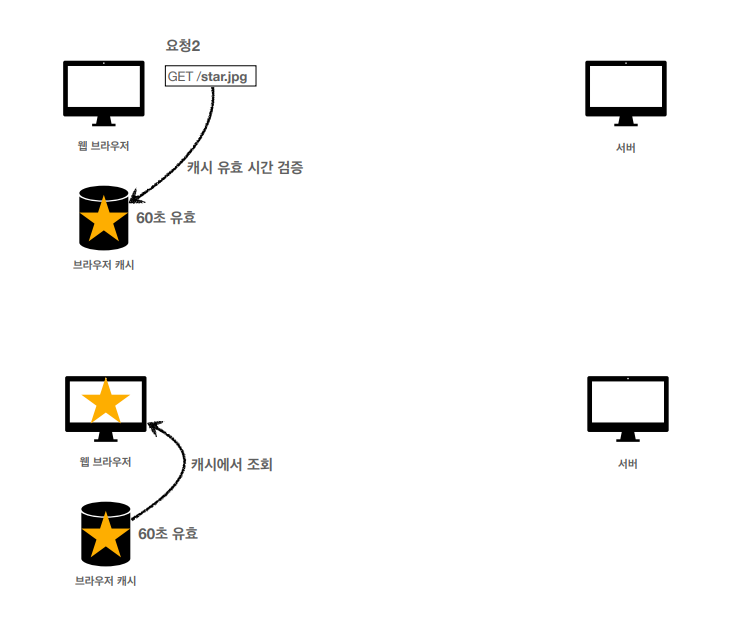 요청2
GET /star.jpg
웹 브라우저
서버
캐시 유효 시간 검증
60초 유효
브라우저 캐시
웹 브라우저
서버
캐시에서 조회
60초 유효
브라우저 캐시